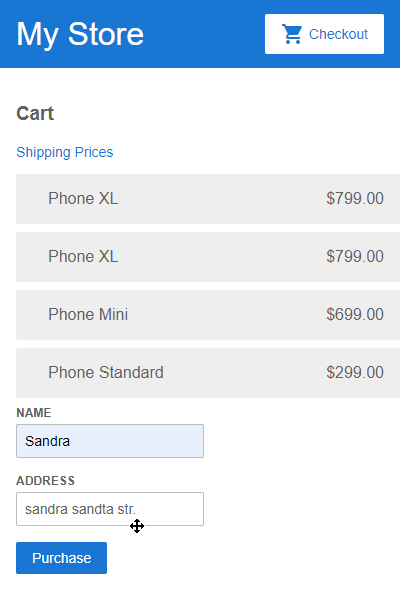 My Store
Checkout
Cart
Shipping Prices
Phone XL $799.00
Phone XL $799.00
Phone Mini $699.00
Phone Standard $299.00
NAME
Sandra
ADDRESS
sandra sandta str.
Purchase